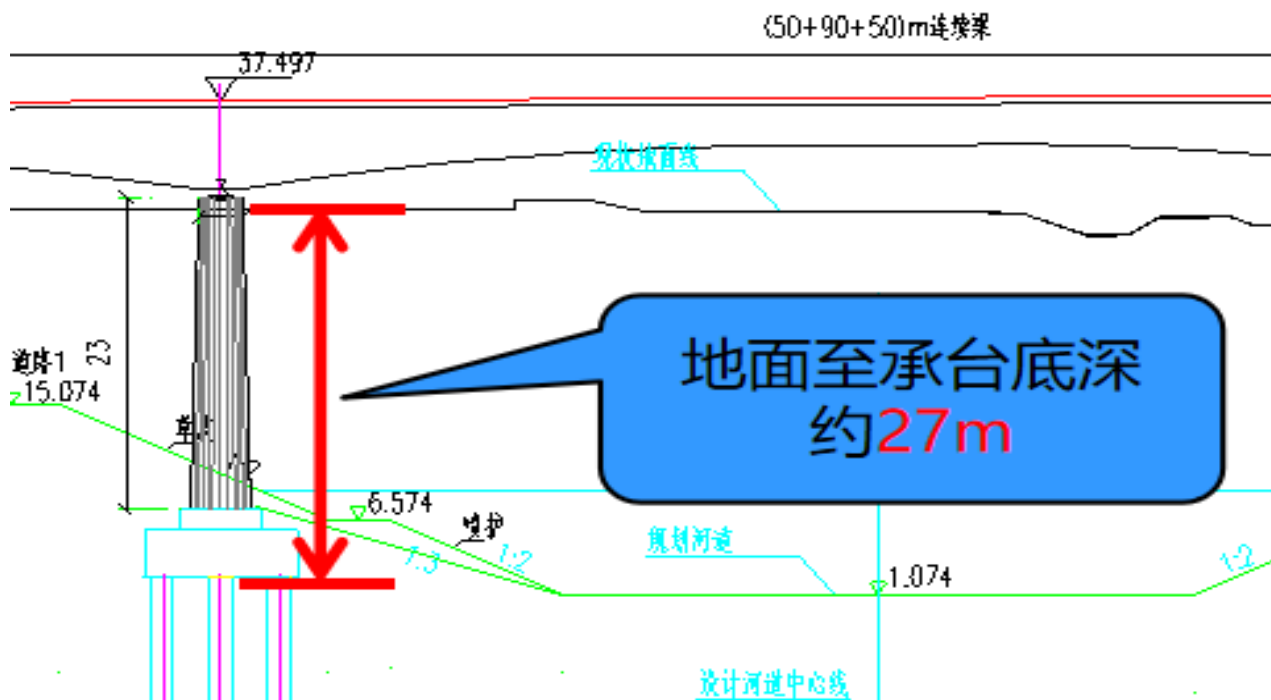 (50+90+50)m连续梁
37.497
现状地面线
23
道路1
15.074
地面至承台底深
约27m
6.574
喷护
1:3
1:2
规划河道
1.074
1:2
设计河道中心线